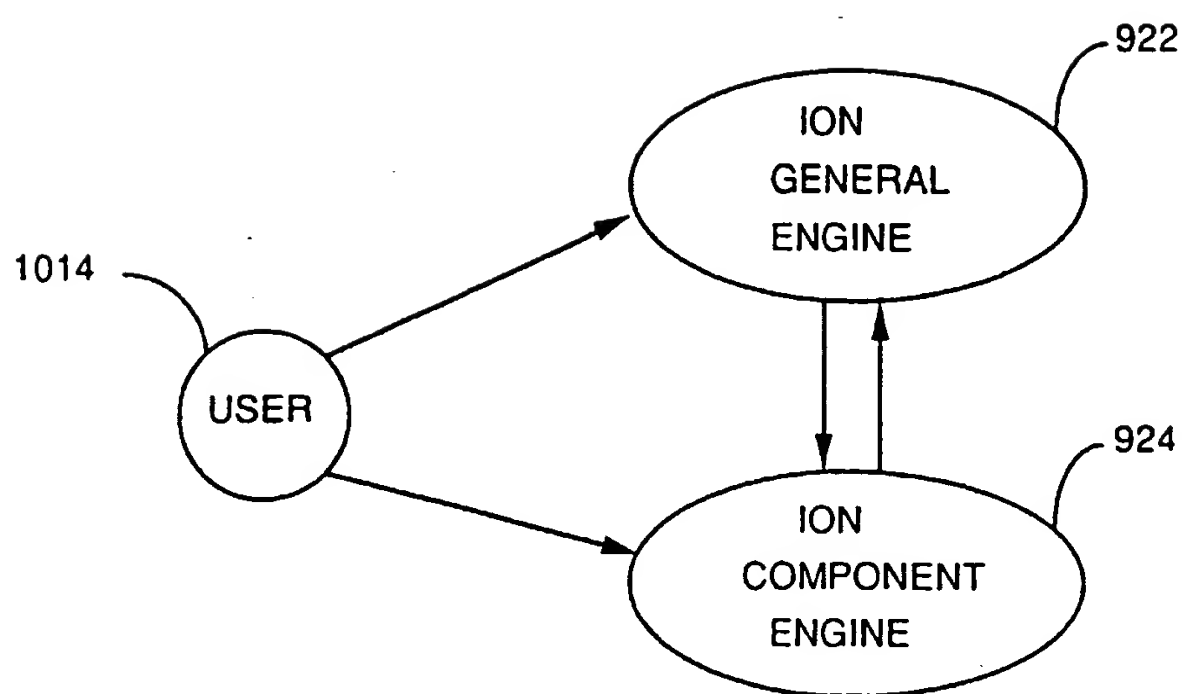 922
ION
GENERAL
ENGINE
1014
USER
924
ION
COMPONENT
ENGINE